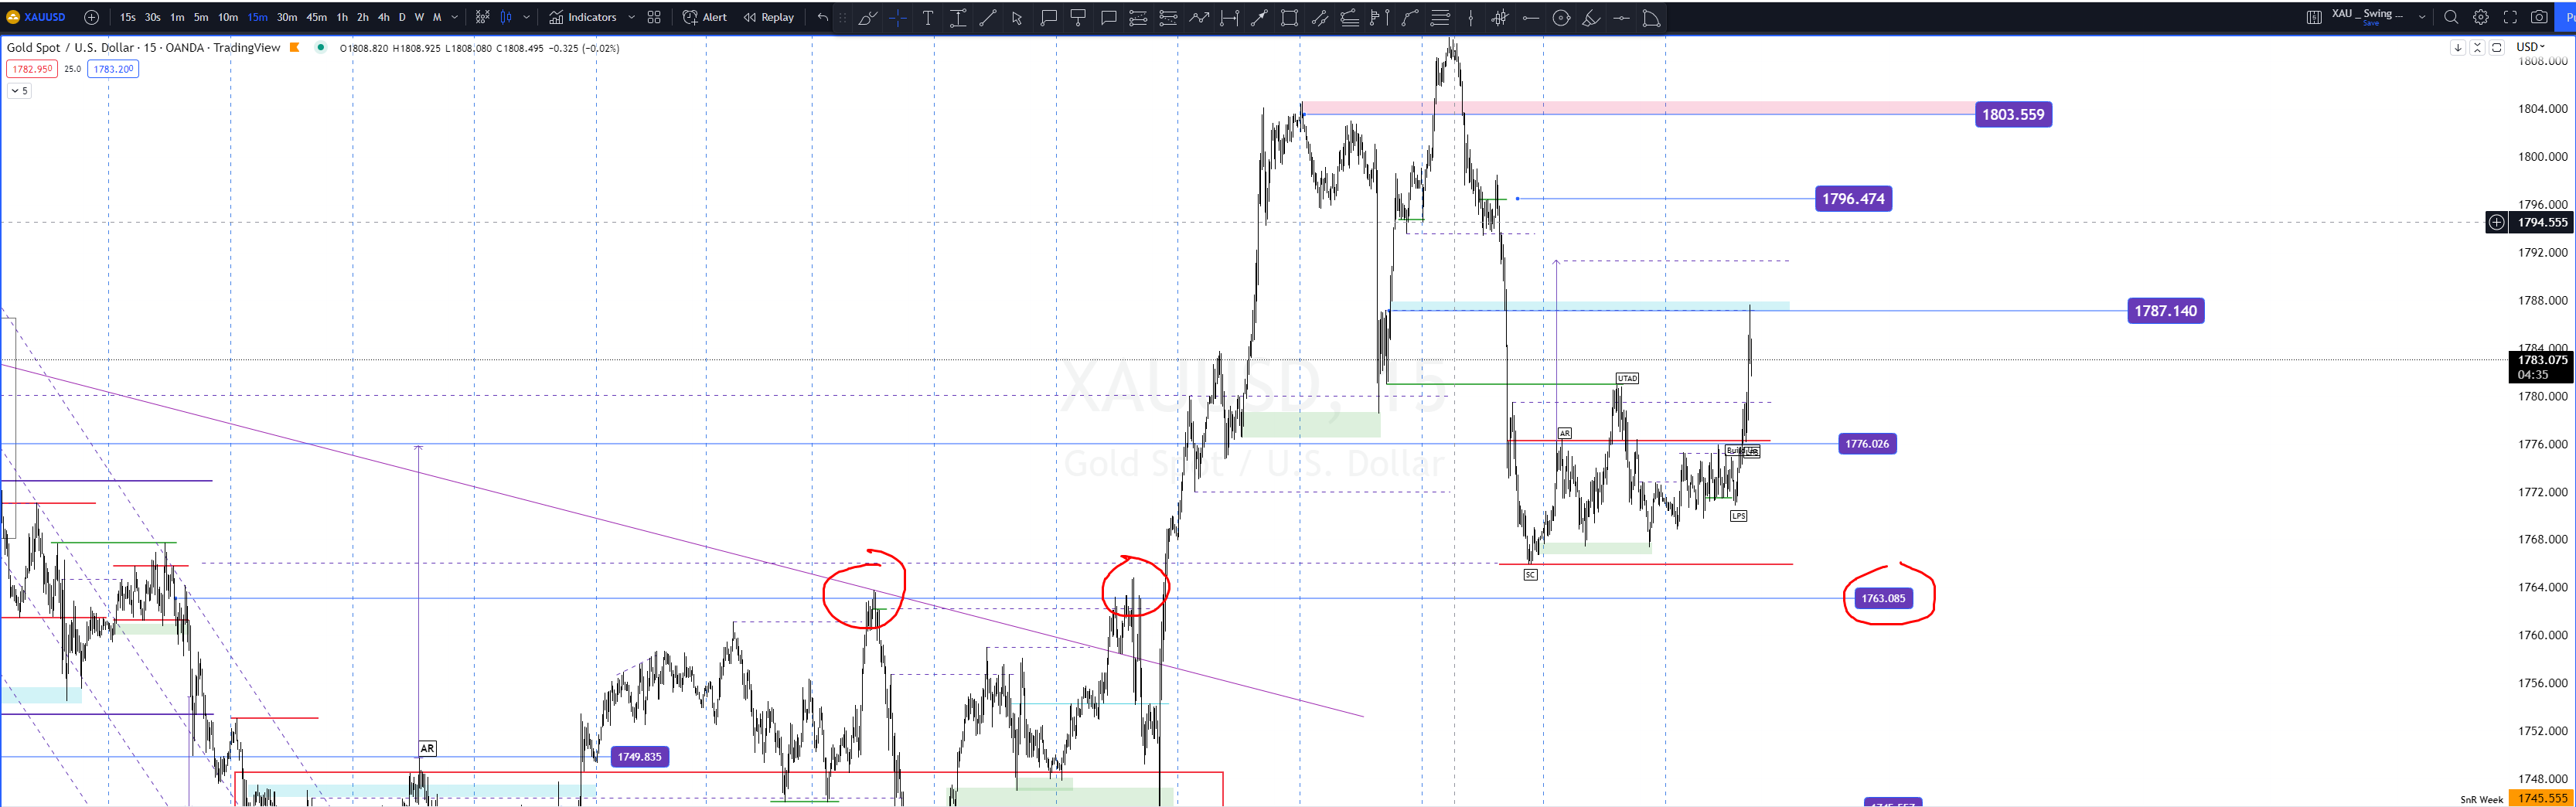 XAUUSD 15s 30s 1m 5m 10m 15m 30m 45m 1h 2h 4h D W M Indicators Alert Replay XAU _ Swing ...
Save
Gold Spot / U.S. Dollar · 15 · OANDA · TradingView O1808.820 H1808.925 L1808.080 C1808.495 −0.325 (−0.02%)
USD
1782.950 25.0 1783.200
5
1808.000
1804.000
1803.559
1800.000
1796.474
1796.000
1794.555
1792.000
1788.000
1787.140
1784.000
1783.075
04:35
XAUUSD, 15
UTAD
1780.000
AR
1776.026
1776.000
Gold Spot / U.S. Dollar
1772.000
LPS
1768.000
SC
1764.000
1763.085
1760.000
1756.000
1752.000
AR
1749.835
1748.000
SnR Week 1745.555